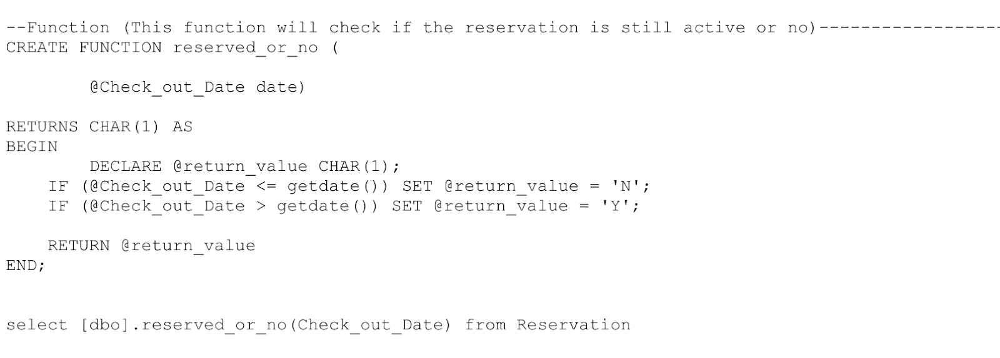 --Function (This function will check if the reservation is still active or no)------------------
CREATE FUNCTION reserved_or_no (
@Check_out_Date date)
RETURNS CHAR(1) AS
BEGIN
DECLARE @return_value CHAR(1);
IF (@Check_out_Date <= getdate()) SET @return_value = 'N';
IF (@Check_out_Date > getdate()) SET @return_value = 'Y';
RETURN @return_value
END;
select [dbo].reserved_or_no(Check_out_Date) from Reservation